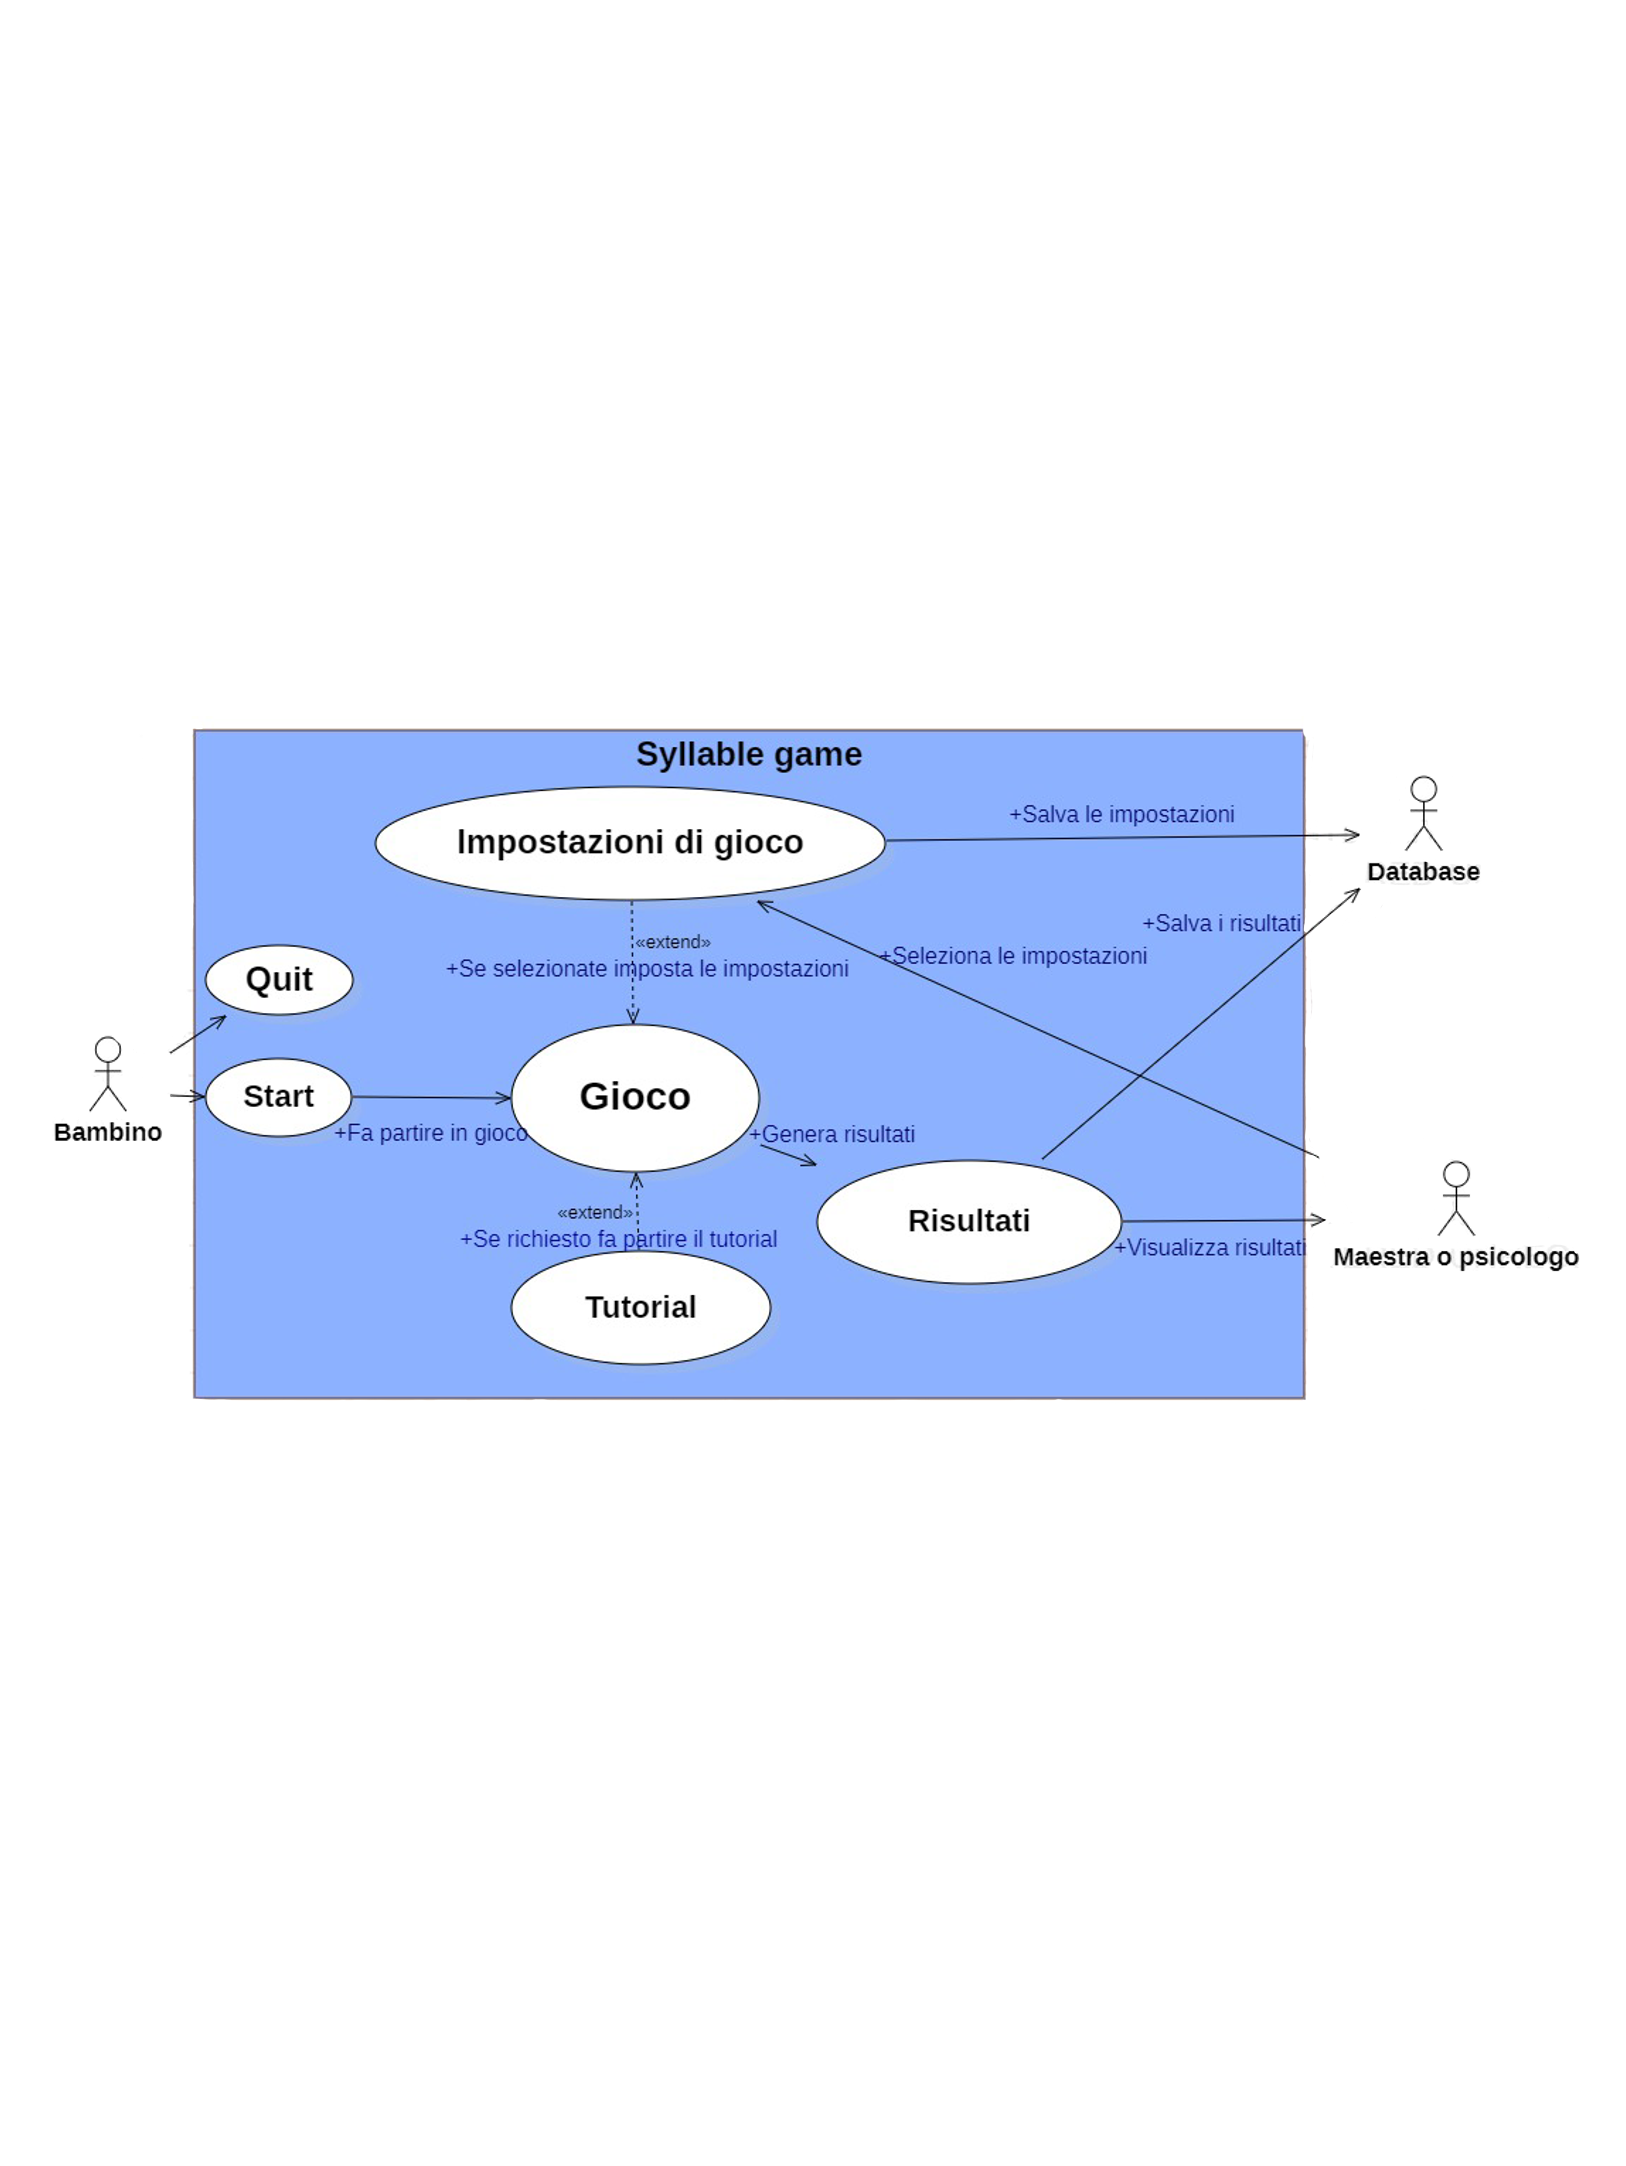 Syllable game
Impostazioni di gioco
+Salva le impostazioni
Database
+Salva i risultati
«extend»
+Se selezionate imposta le impostazioni
+Seleziona le impostazioni
Quit
Start
Gioco
Bambino
+Fa partire in gioco
+Genera risultati
«extend»
+Se richiesto fa partire il tutorial
Risultati
+Visualizza risultati
Maestra o psicologo
Tutorial